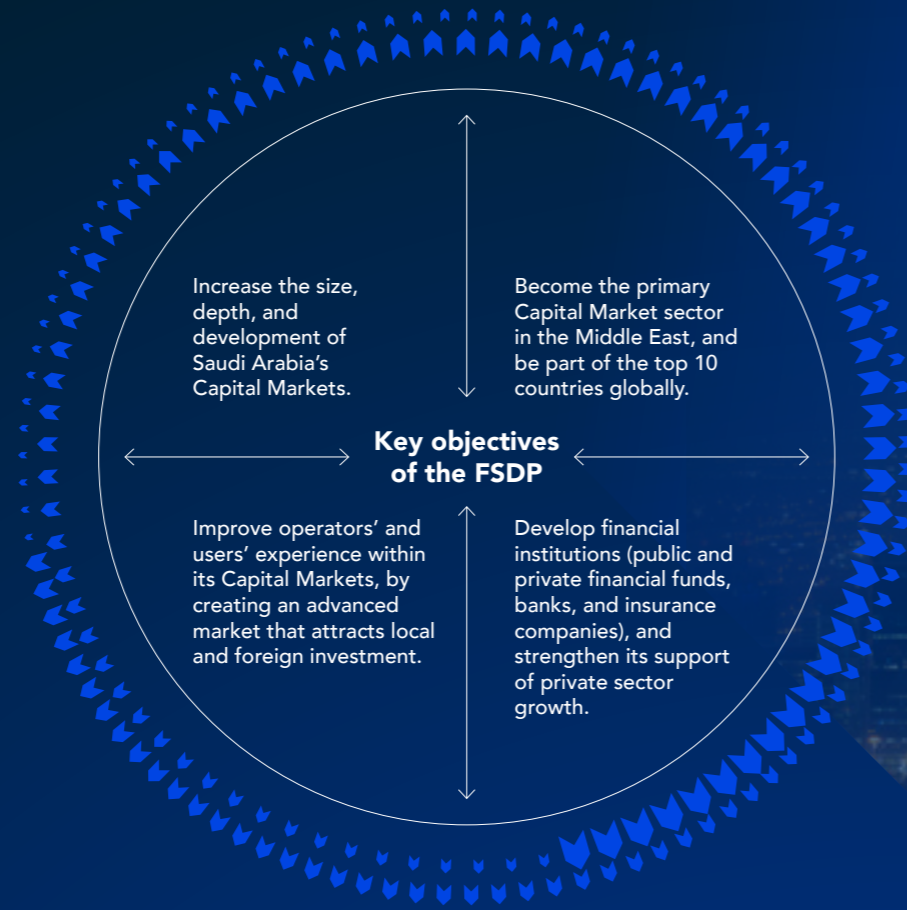 Increase the size,
depth, and
development of
Saudi Arabia’s
Capital Markets.
Become the primary
Capital Market sector
in the Middle East, and
be part of the top 10
countries globally.
Key objectives
of the FSDP
Improve operators’ and
users’ experience within
its Capital Markets, by
creating an advanced
market that attracts local
and foreign investment.
Develop financial
institutions (public and
private financial funds,
banks, and insurance
companies), and
strengthen its support
of private sector
growth.